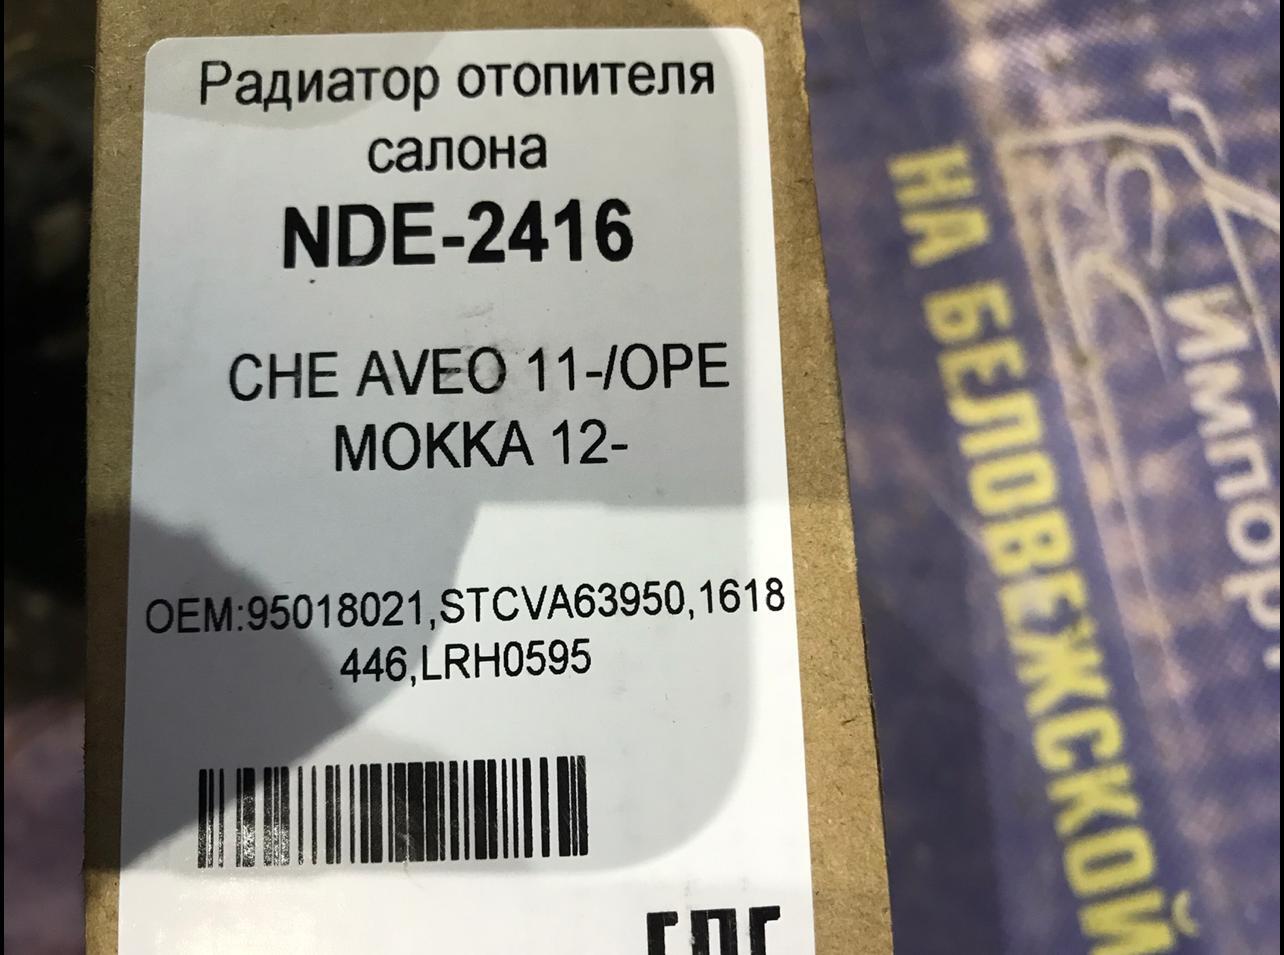 Радиатор отопителя
салона
NDE-2416
CHE AVEO 11-/OPE
MOKKA 12-
OEM:95018021,STCVA63950,1618
446,LRH0595
НА БЕЛОВЕЖСКОЙ